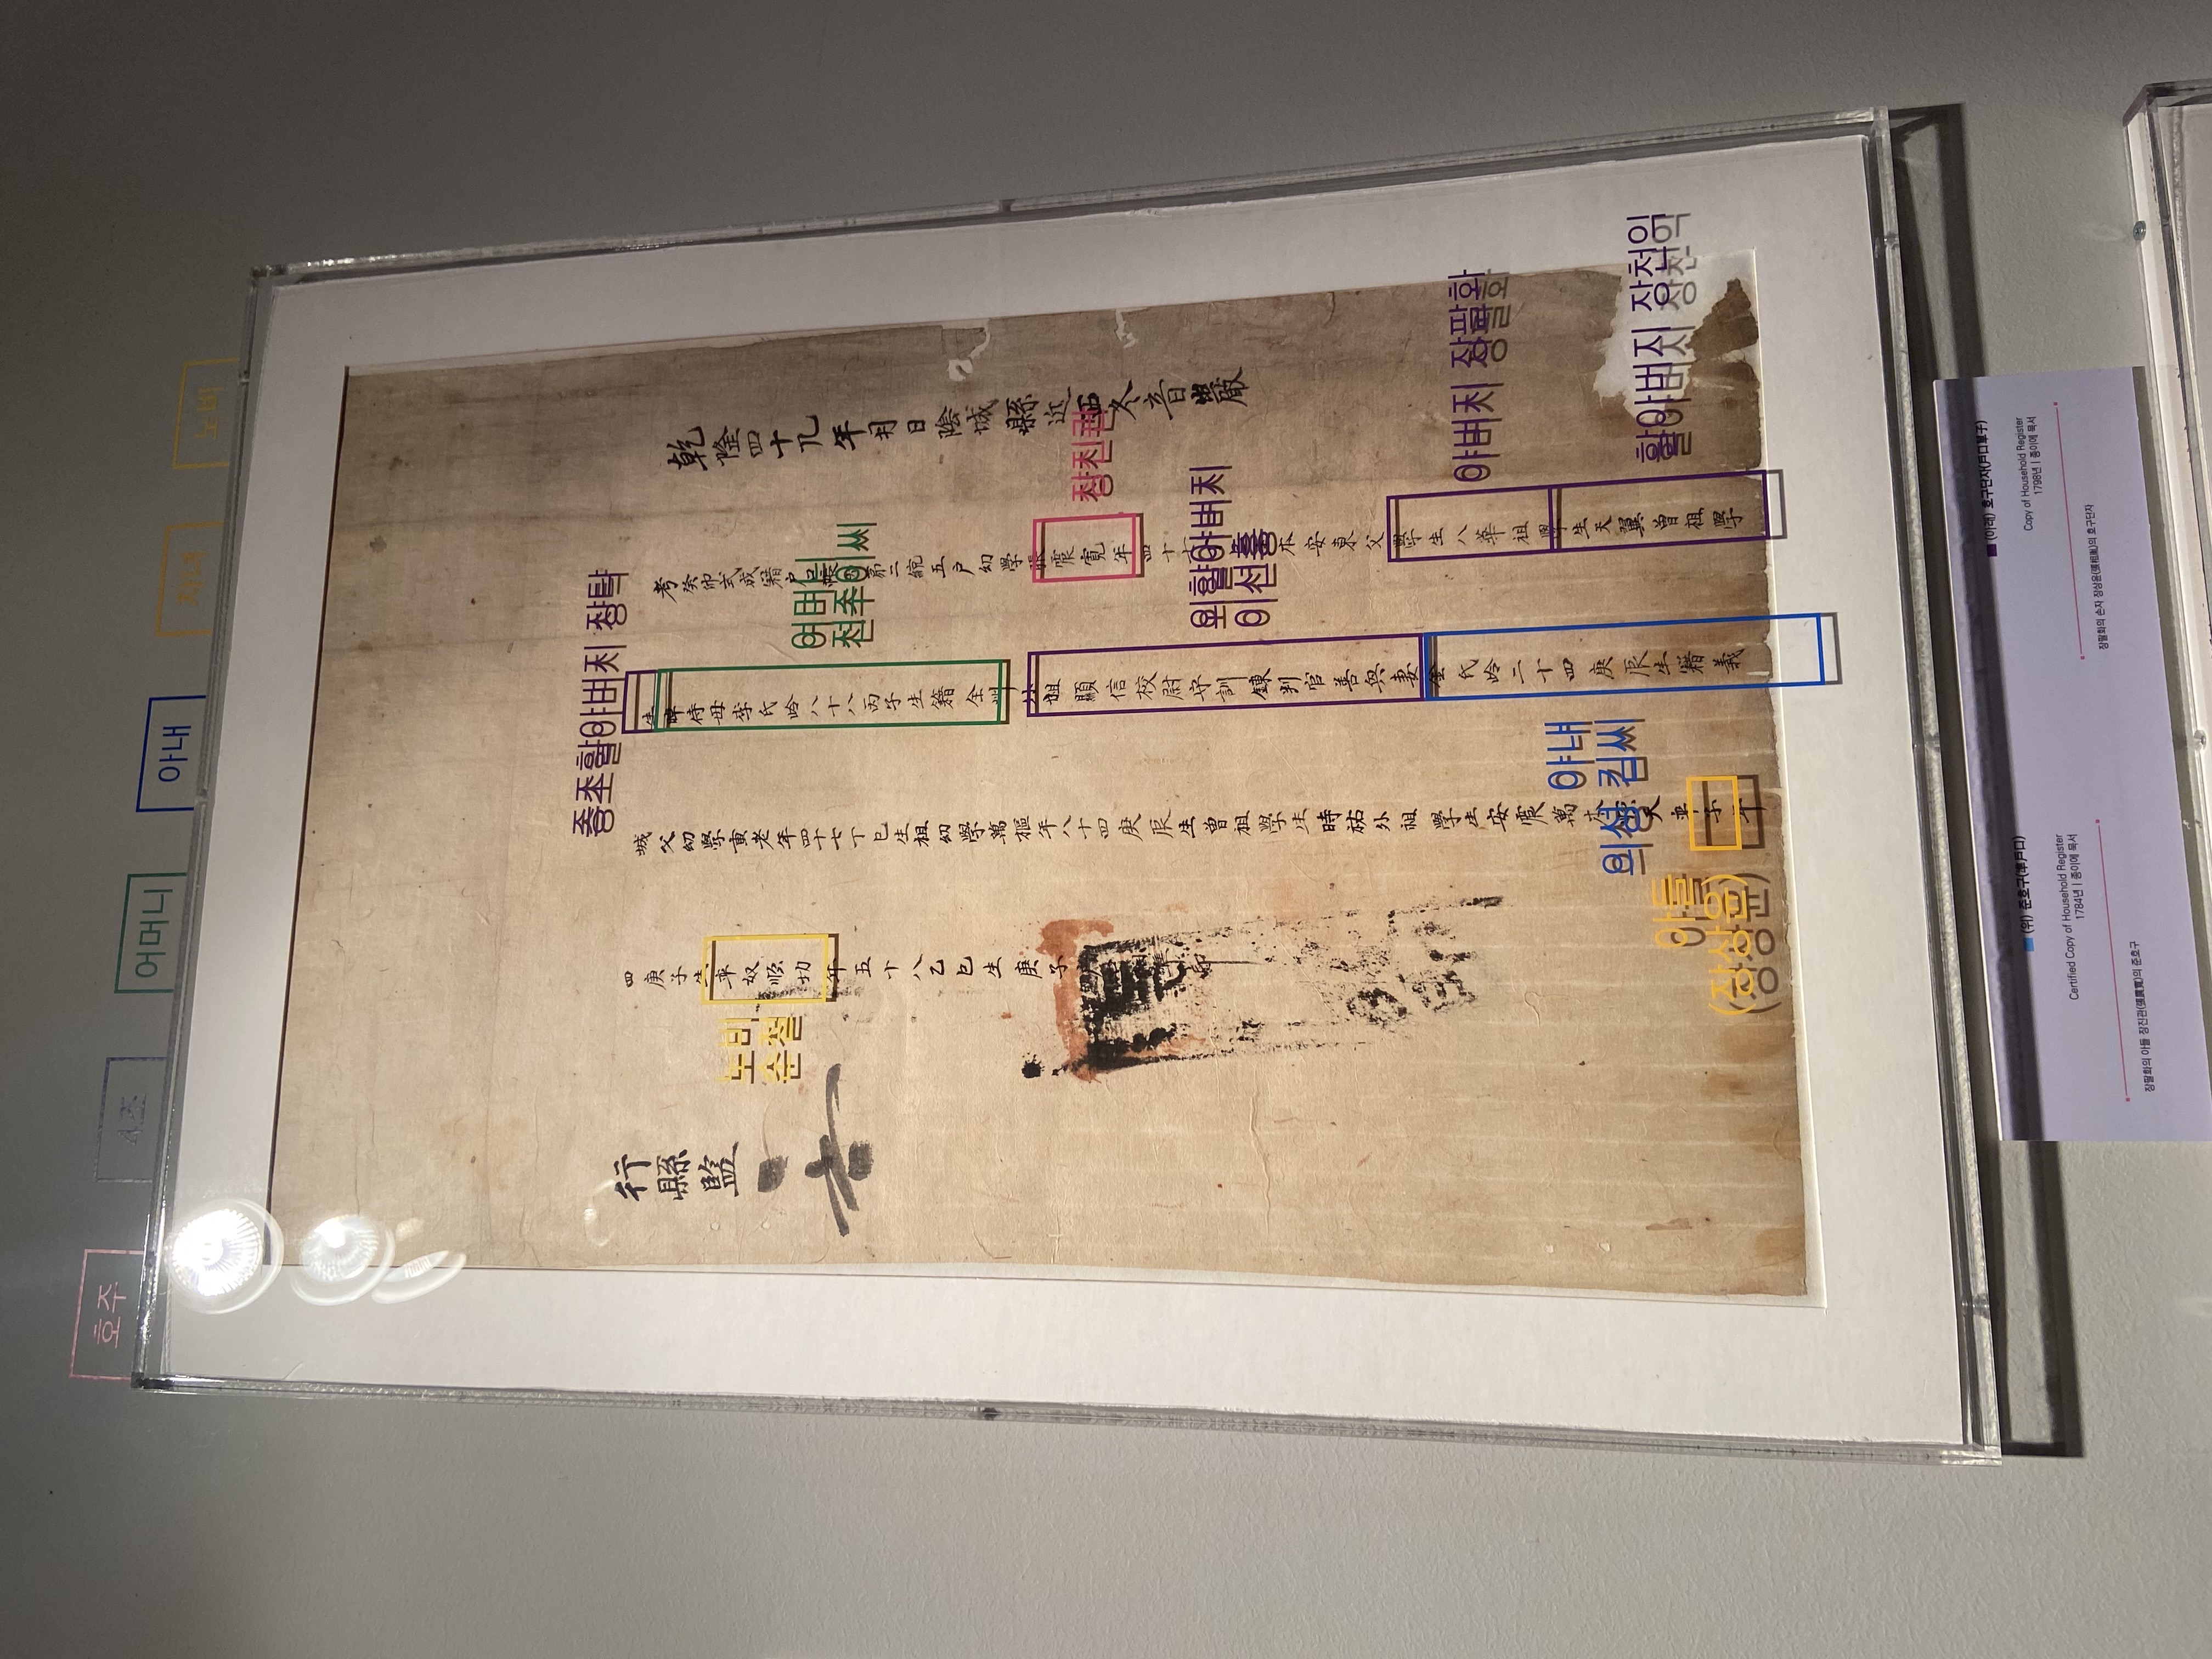 호주
4조
어머니
아내
자녀
노비
증조할아버지 장탁
어머니
전주이씨
장진관
외할아버지
이선흥
아버지 장팔화
할아버지 장천익
아내
의성 김씨
아들
(장상윤)
노비
순철
乾隆四十九年月日陰城縣近西冬音巖
考癸卯式成籍戶口帳 第二統五戶幼學張震寬年四十 本安東父學生八華祖學生天翼曾祖學
生晫侍母李氏岭八十八丙子生籍全州外祖顯信校尉守訓鍊判官善興妻金氏岭二十四庚辰生籍義
城父幼學寅老年四十七丁巳生祖幼學萬樞年八十四庚辰生曾祖學生時祐外祖學生安震萬本 天率子年
四庚子生率奴順 年五十八乙巳生庚子 印
行縣監
(위) 준호구(準戶口)
Certified Copy of Household Register
1784년 | 종이에 묵서
장팔화의 아들 장진관(張震寬)의 준호구
(아래) 호구단자(戶口單子)
Copy of Household Register
1798년 | 종이에 묵서
장팔화의 손자 장상윤(張相胤)의 호구단자